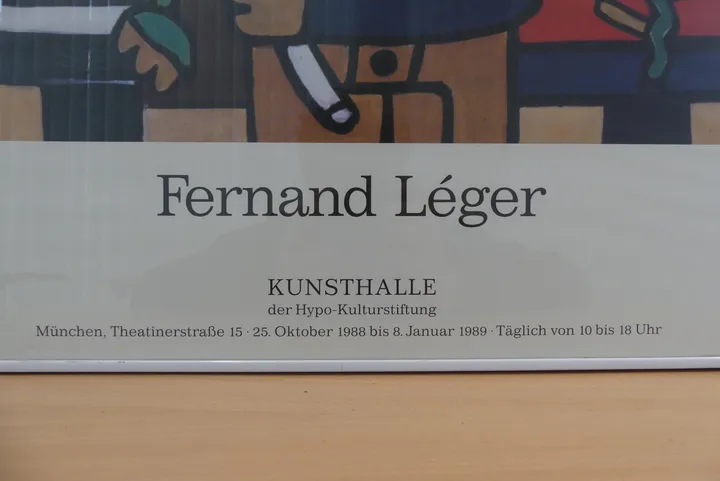 Fernand Léger
KUNSTHALLE
der Hypo-Kulturstiftung
München, Theatinerstraße 15 · 25. Oktober 1988 bis 8. Januar 1989 · Täglich von 10 bis 18 Uhr